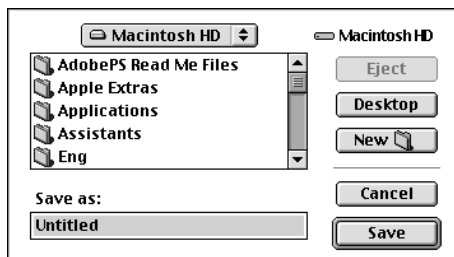 Macintosh HD
Macintosh HD
AdobePS Read Me Files
Apple Extras
Applications
Assistants
Eng
Eject
Desktop
New
Save as:
Untitled
Cancel
Save